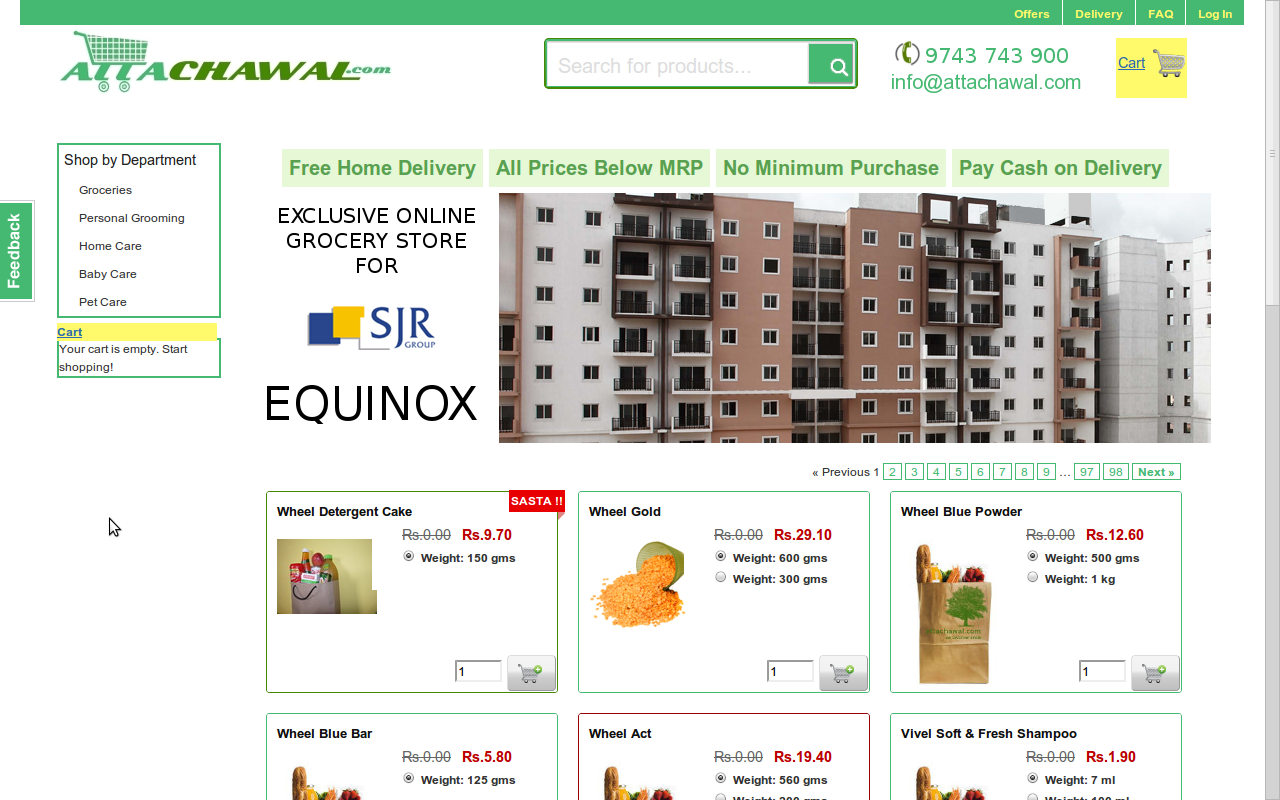 Offers
Delivery
FAQ
Log In
ATTACHAWAL.com
Search for products...
9743 743 900
info@attachawal.com
Cart
Shop by Department
Groceries
Personal Grooming
Home Care
Baby Care
Pet Care
Feedback
Cart
Your cart is empty. Start
shopping!
Free Home Delivery
All Prices Below MRP
No Minimum Purchase
Pay Cash on Delivery
EXCLUSIVE ONLINE
GROCERY STORE
FOR
SJR
GROUP
EQUINOX
« Previous 1 2 3 4 5 6 7 8 9 ... 97 98 Next »
Wheel Detergent Cake
SASTA !!
Rs.0.00 Rs.9.70
Weight: 150 gms
1
Wheel Gold
Rs.0.00 Rs.29.10
Weight: 600 gms
Weight: 300 gms
1
Wheel Blue Powder
Rs.0.00 Rs.12.60
Weight: 500 gms
Weight: 1 kg
Attachawal.com
1
Wheel Blue Bar
Rs.0.00 Rs.5.80
Weight: 125 gms
Wheel Act
Rs.0.00 Rs.19.40
Weight: 560 gms
Vivel Soft & Fresh Shampoo
Rs.0.00 Rs.1.90
Weight: 7 ml